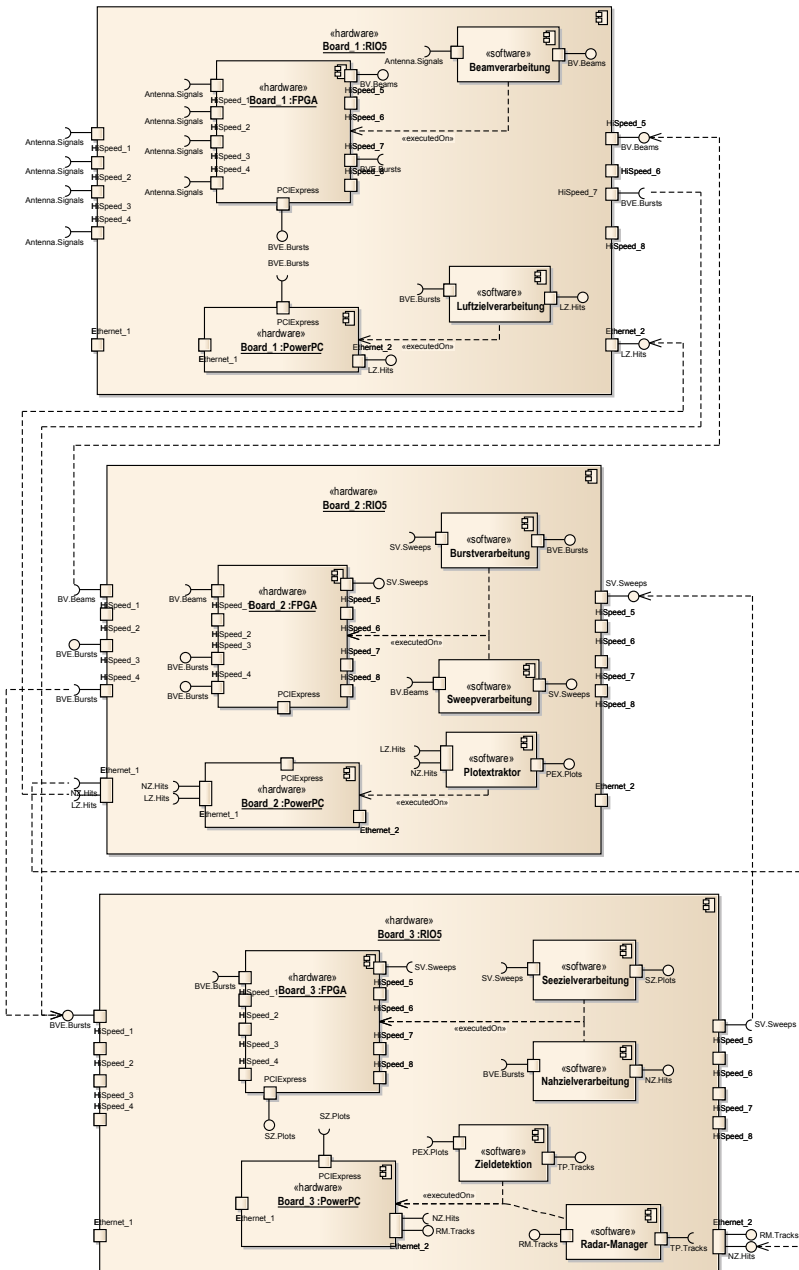 «hardware»
Board_1 :RIO5
«hardware»
Board_1 :FPGA
Antenna.Signals
HiSpeed_1
Antenna.Signals
HiSpeed_2
Antenna.Signals
HiSpeed_3
HiSpeed_4
Antenna.Signals
PCIExpress
BVE.Bursts
BV.Beams
HiSpeed_5
HiSpeed_6
HiSpeed_7
BVE.Bursts
Antenna.Signals
«software»
Beamverarbeitung
BV.Beams
«executedOn»
Antenna.Signals
HiSpeed_1
Antenna.Signals
HiSpeed_2
Antenna.Signals
HiSpeed_3
HiSpeed_4
Antenna.Signals
HiSpeed_5
BV.Beams
HiSpeed_6
HiSpeed_7
BVE.Bursts
HiSpeed_8
BVE.Bursts
PCIExpress
«hardware»
Board_1 :PowerPC
Ethernet_1
Ethernet_2
LZ.Hits
BVE.Bursts
«software»
Luftzielverarbeitung
LZ.Hits
«executedOn»
Ethernet_1
Ethernet_2
LZ.Hits
«hardware»
Board_2 :RIO5
SV.Sweeps
«software»
Burstverarbeitung
BVE.Bursts
«hardware»
Board_2 :FPGA
BV.Beams
HiSpeed_1
HiSpeed_2
HiSpeed_3
BVE.Bursts
HiSpeed_4
BVE.Bursts
PCIExpress
SV.Sweeps
HiSpeed_5
HiSpeed_6
HiSpeed_7
HiSpeed_8
«executedOn»
BV.Beams
«software»
Sweepverarbeitung
SV.Sweeps
BV.Beams
HiSpeed_1
HiSpeed_2
BVE.Bursts
HiSpeed_3
HiSpeed_4
BVE.Bursts
SV.Sweeps
HiSpeed_5
HiSpeed_6
HiSpeed_7
HiSpeed_8
LZ.Hits
NZ.Hits
«software»
Plotextraktor
PEX.Plots
Ethernet_1
NZ.Hits
LZ.Hits
NZ.Hits
LZ.Hits
PCIExpress
«hardware»
Board_2 :PowerPC
Ethernet_1
Ethernet_2
«executedOn»
Ethernet_2
«hardware»
Board_3 :RIO5
«hardware»
Board_3 :FPGA
BVE.Bursts
HiSpeed_1
HiSpeed_2
HiSpeed_3
HiSpeed_4
PCIExpress
SZ.Plots
SV.Sweeps
HiSpeed_5
HiSpeed_6
HiSpeed_7
HiSpeed_8
SV.Sweeps
«software»
Seezielverarbeitung
SZ.Plots
«executedOn»
BVE.Bursts
«software»
Nahzielverarbeitung
NZ.Hits
BVE.Bursts
HiSpeed_1
HiSpeed_2
HiSpeed_3
HiSpeed_4
SV.Sweeps
HiSpeed_5
HiSpeed_6
HiSpeed_7
HiSpeed_8
SZ.Plots
PCIExpress
«hardware»
Board_3 :PowerPC
Ethernet_1
NZ.Hits
RM.Tracks
Ethernet_2
PEX.Plots
«software»
Zieldetektion
TP.Tracks
«executedOn»
RM.Tracks
«software»
Radar-Manager
TP.Tracks
Ethernet_1
Ethernet_2
RM.Tracks
NZ.Hits